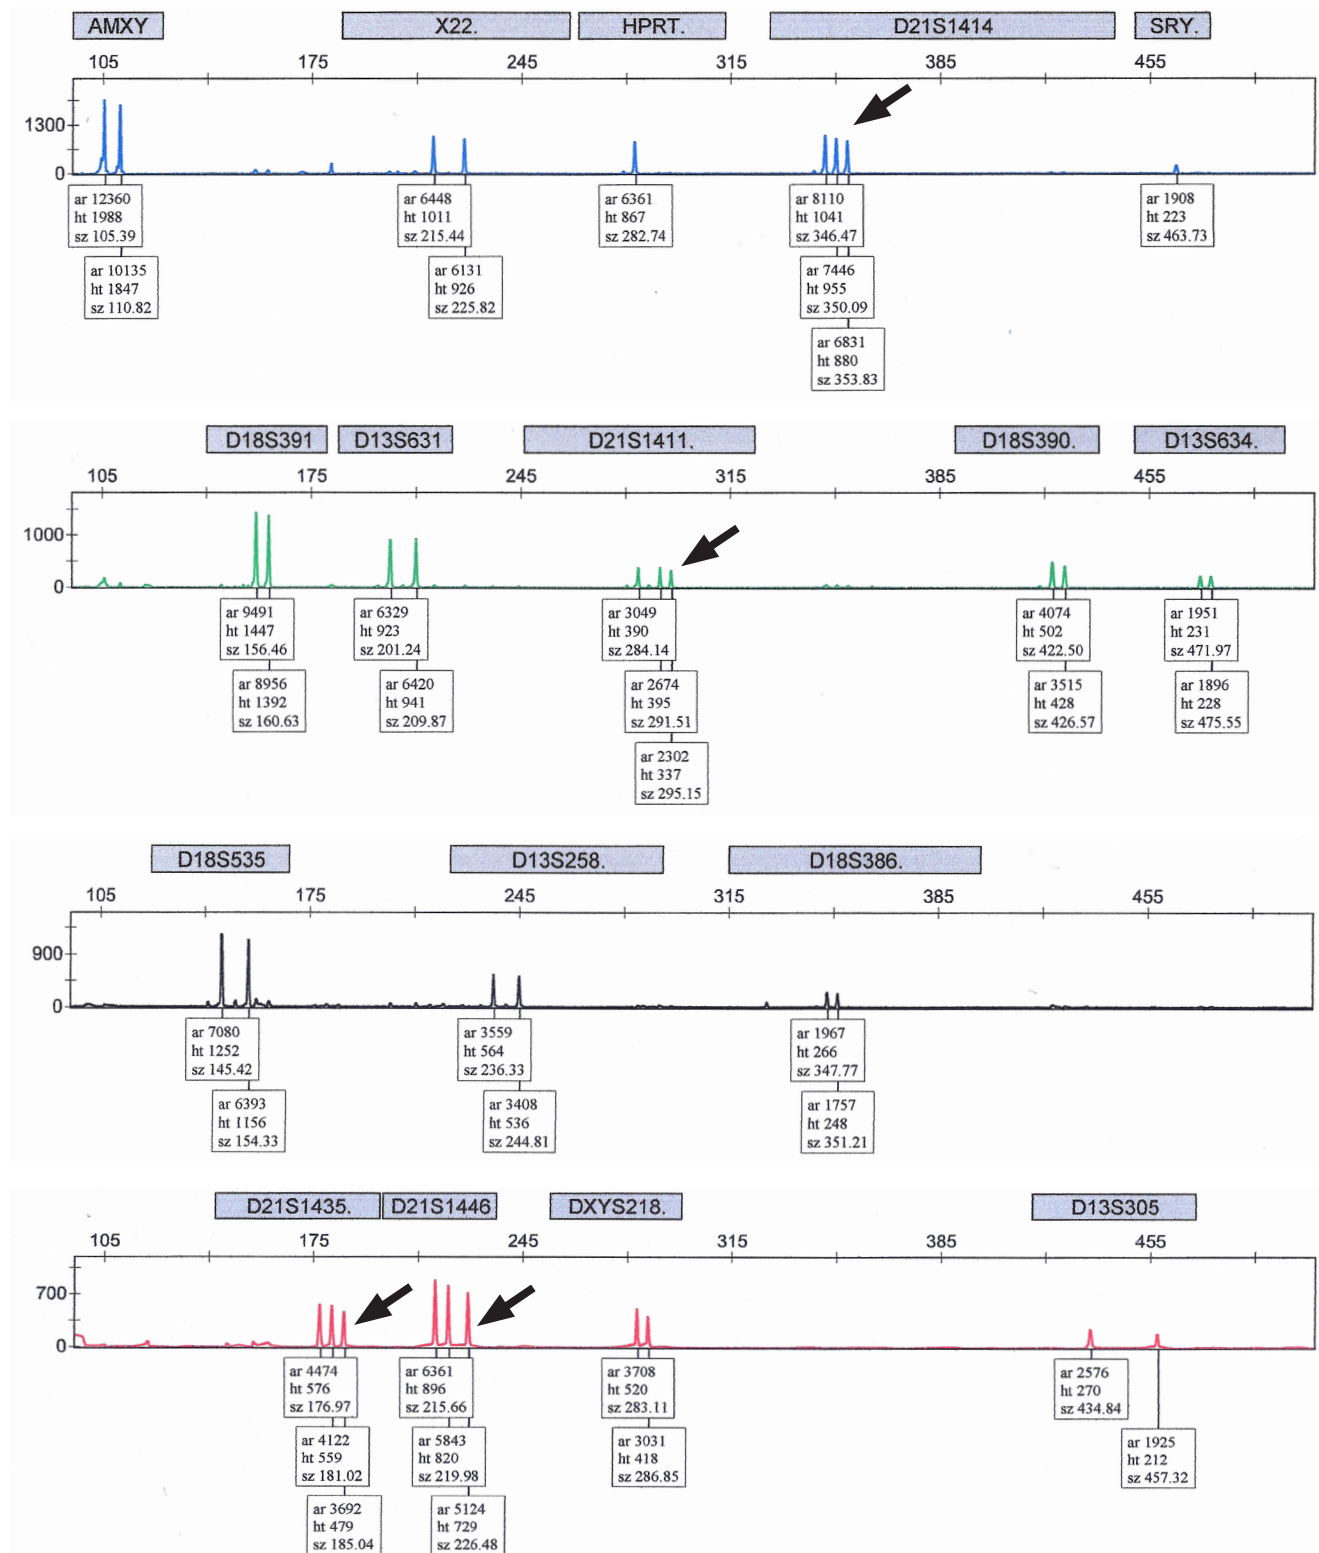 AMXY X22. HPRT. D21S1414 SRY.
105 175 245 315 385 455
1300
0
ar 12360
ht 1988
sz 105.39
ar 10135
ht 1847
sz 110.82
ar 6448
ht 1011
sz 215.44
ar 6131
ht 926
sz 225.82
ar 6361
ht 867
sz 282.74
ar 8110
ht 1041
sz 346.47
ar 7446
ht 955
sz 350.09
ar 6831
ht 880
sz 353.83
ar 1908
ht 223
sz 463.73
D18S391 D13S631 D21S1411. D18S390. D13S634.
105 175 245 315 385 455
1000
0
ar 9491
ht 1447
sz 156.46
ar 8956
ht 1392
sz 160.63
ar 6329
ht 923
sz 201.24
ar 6420
ht 941
sz 209.87
ar 3049
ht 390
sz 284.14
ar 2674
ht 395
sz 291.51
ar 2302
ht 337
sz 295.15
ar 4074
ht 502
sz 422.50
ar 3515
ht 428
sz 426.57
ar 1951
ht 231
sz 471.97
ar 1896
ht 228
sz 475.55
D18S535 D13S258. D18S386.
105 175 245 315 385 455
900
0
ar 7080
ht 1252
sz 145.42
ar 6393
ht 1156
sz 154.33
ar 3559
ht 564
sz 236.33
ar 3408
ht 536
sz 244.81
ar 1967
ht 266
sz 347.77
ar 1757
ht 248
sz 351.21
D21S1435. D21S1446 DXYS218. D13S305
105 175 245 315 385 455
700
0
ar 4474
ht 576
sz 176.97
ar 4122
ht 559
sz 181.02
ar 3692
ht 479
sz 185.04
ar 6361
ht 896
sz 215.66
ar 5843
ht 820
sz 219.98
ar 5124
ht 729
sz 226.48
ar 3708
ht 520
sz 283.11
ar 3031
ht 418
sz 286.85
ar 2576
ht 270
sz 434.84
ar 1925
ht 212
sz 457.32